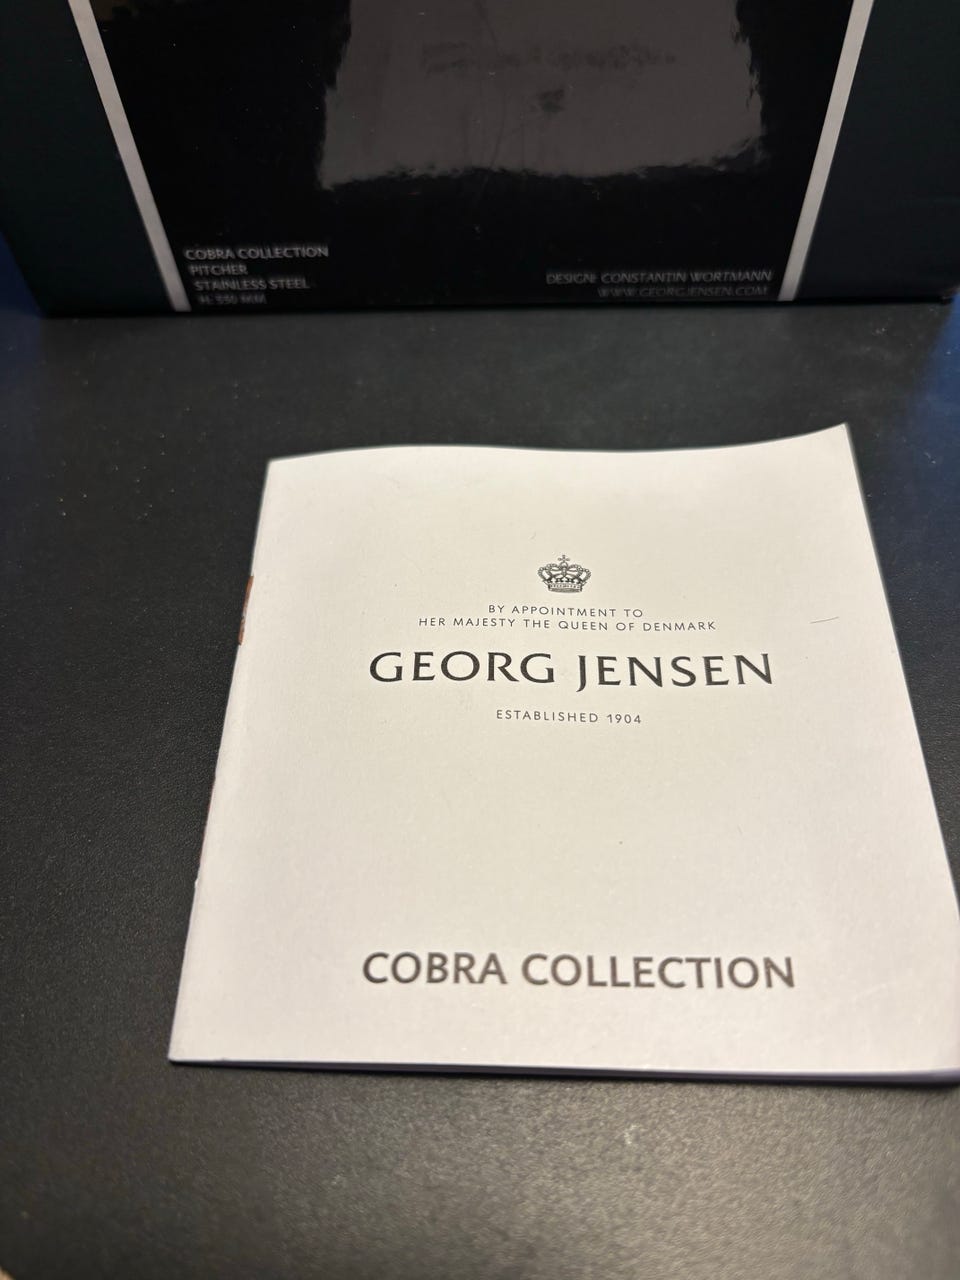 COBRA COLLECTION
PITCHER
STAINLESS STEEL
DESIGN: CONSTANTIN WORTMANN
WWW.GEORGJENSEN.COM
BY APPOINTMENT TO
HER MAJESTY THE QUEEN OF DENMARK
GEORG JENSEN
ESTABLISHED 1904
COBRA COLLECTION